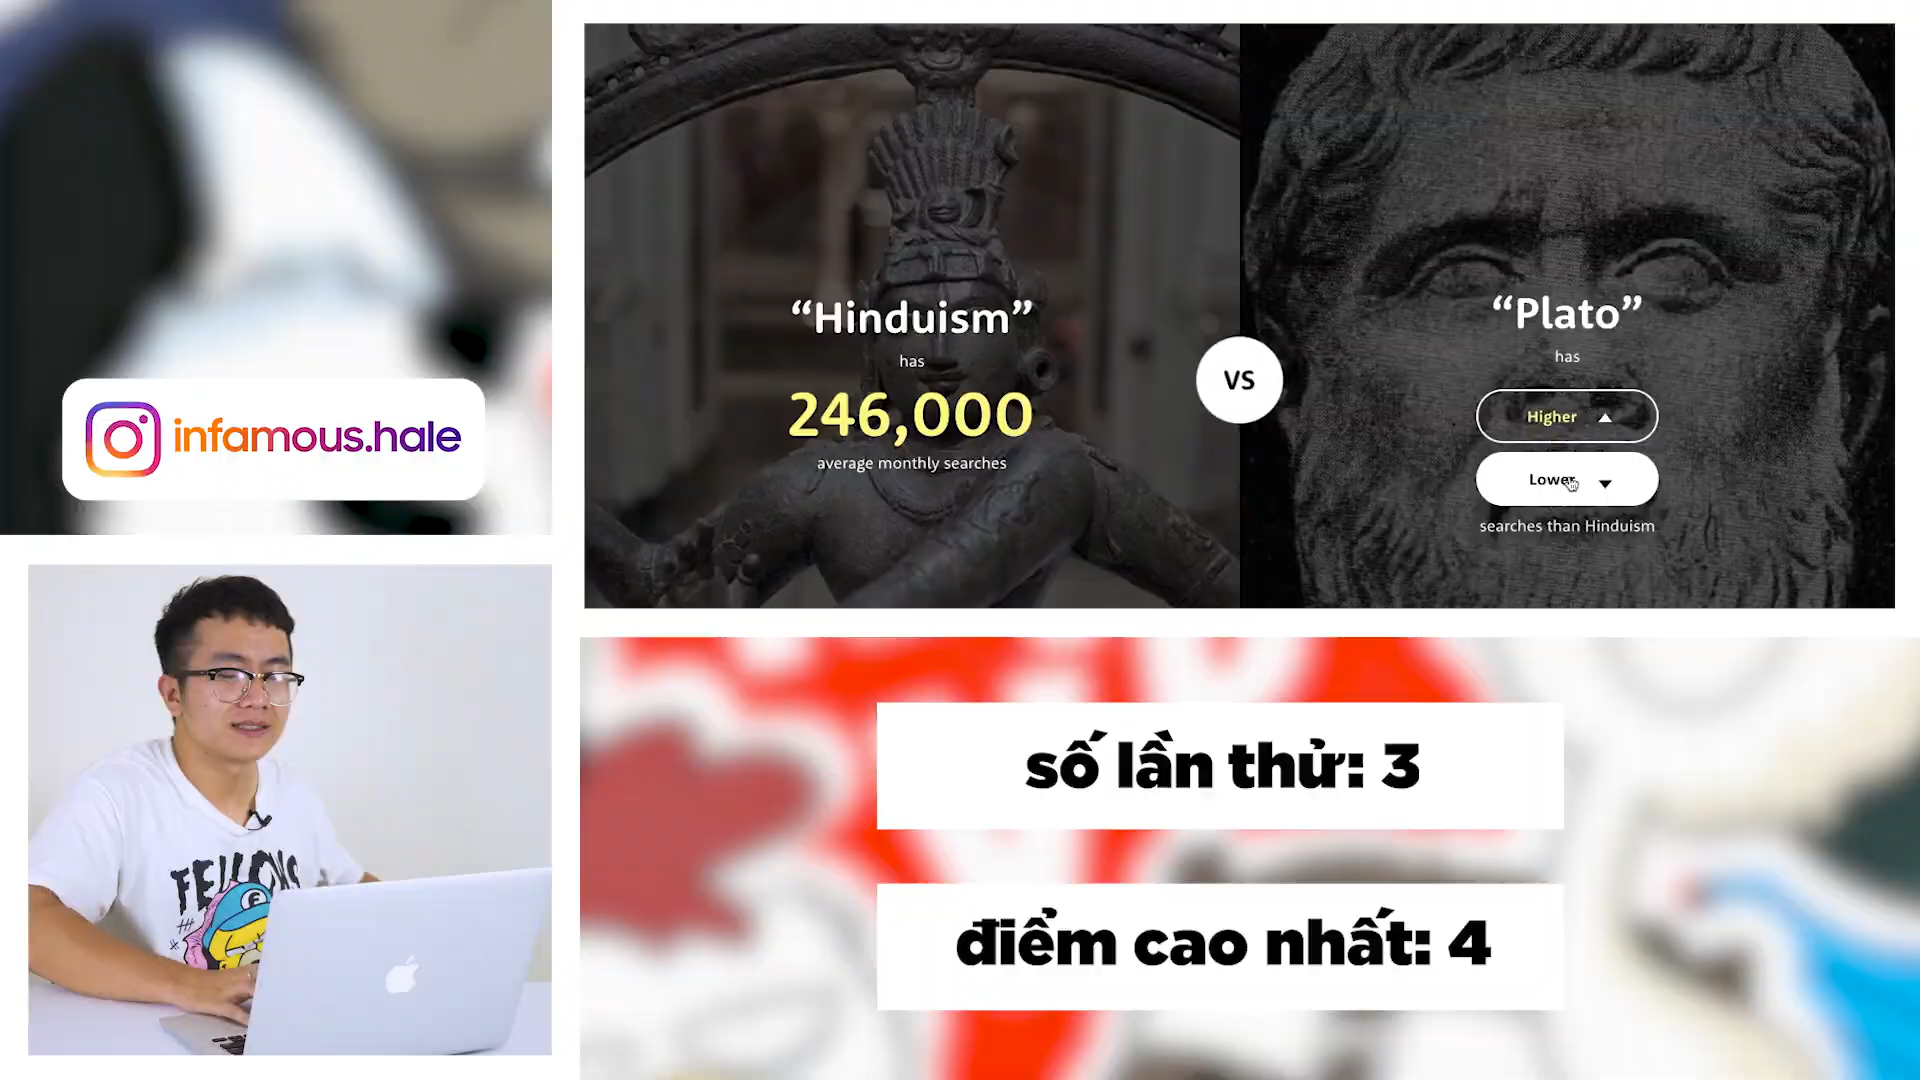 infamous.hale
“Hinduism”
has
246,000
average monthly searches
VS
“Plato”
has
Higher
Lower
searches than Hinduism
FELLOWS
F
số lần thử: 3
điểm cao nhất: 4